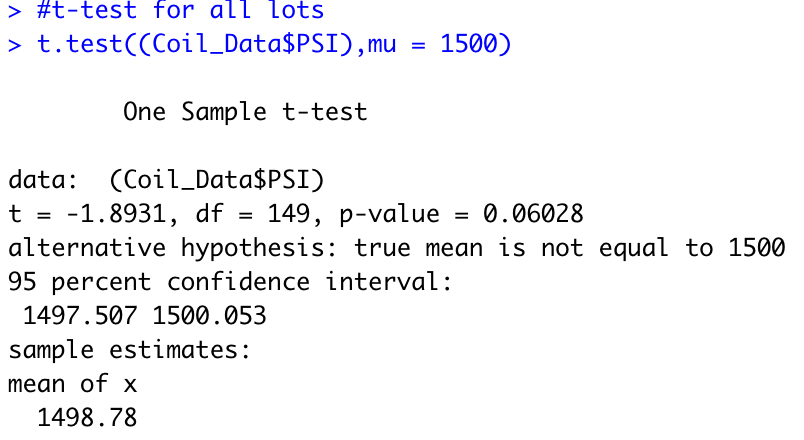 > #t-test for all lots
> t.test((Coil_Data$PSI),mu = 1500)
One Sample t-test
data:  (Coil_Data$PSI)
t = -1.8931, df = 149, p-value = 0.06028
alternative hypothesis: true mean is not equal to 1500
95 percent confidence interval:
 1497.507 1500.053
sample estimates:
mean of x
  1498.78